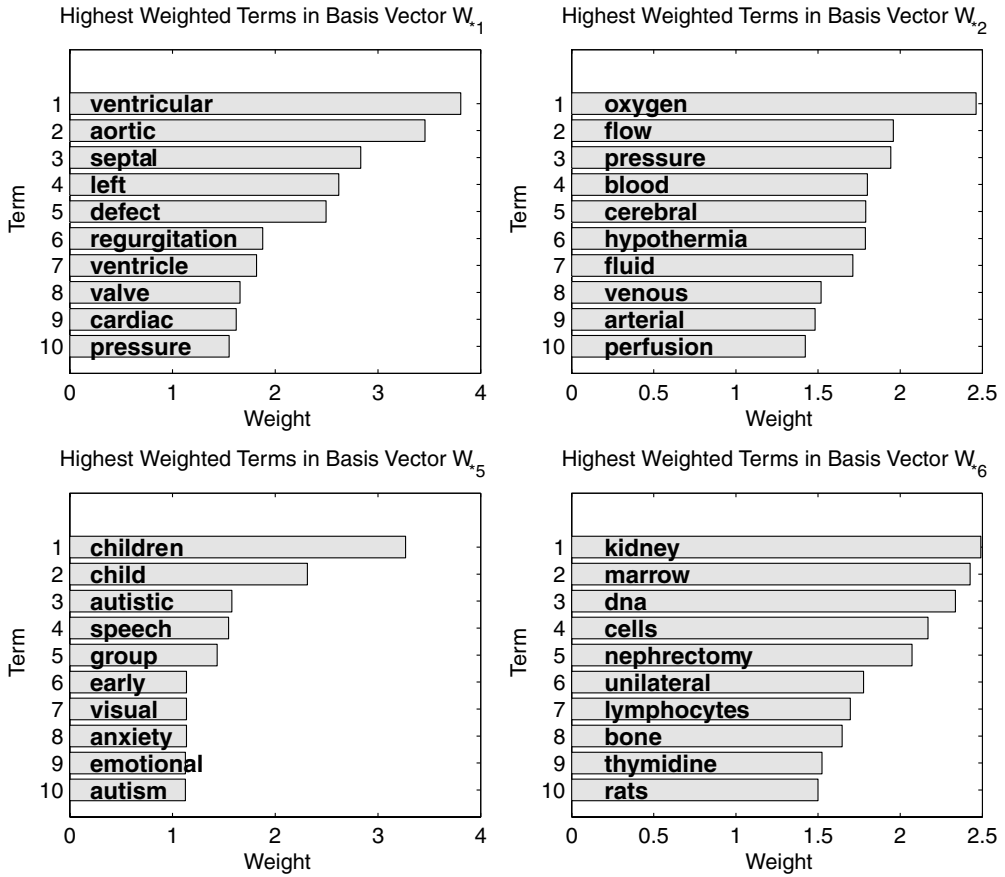 Highest Weighted Terms in Basis Vector W*1
Term
1 ventricular
2 aortic
3 septal
4 left
5 defect
6 regurgitation
7 ventricle
8 valve
9 cardiac
10 pressure
0 1 2 3 4
Weight
Highest Weighted Terms in Basis Vector W*2
Term
1 oxygen
2 flow
3 pressure
4 blood
5 cerebral
6 hypothermia
7 fluid
8 venous
9 arterial
10 perfusion
0 0.5 1 1.5 2 2.5
Weight
Highest Weighted Terms in Basis Vector W*5
Term
1 children
2 child
3 autistic
4 speech
5 group
6 early
7 visual
8 anxiety
9 emotional
10 autism
0 1 2 3 4
Weight
Highest Weighted Terms in Basis Vector W*6
Term
1 kidney
2 marrow
3 dna
4 cells
5 nephrectomy
6 unilateral
7 lymphocytes
8 bone
9 thymidine
10 rats
0 0.5 1 1.5 2 2.5
Weight